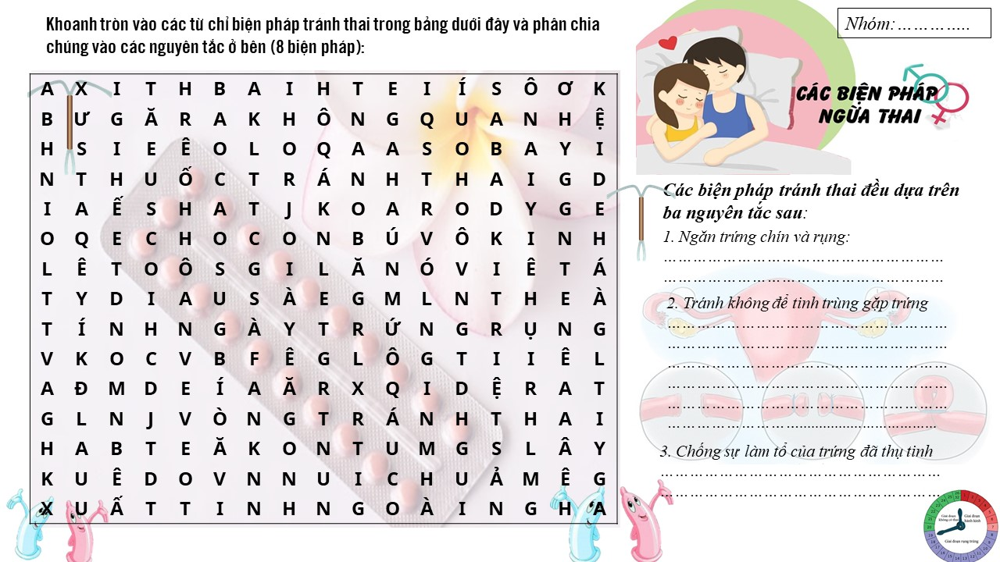 Khoanh tròn vào các từ chỉ biện pháp tránh thai trong bảng dưới đây và phân chia
chúng vào các nguyên tắc ở bên (8 biện pháp):
A X I T H B A I H T E I Í S Ô Ơ K
B Ư G Ă R A K H Ô N G Q U A N H Ệ
H S I E Ê O L O Q A A S O B A Y I
N T H U Ố C T R Á N H T H A I G D
I A Ế S H A T J K O A R O D Y G E
O Q E C H O C O N B Ú V Ô K I N H
L Ê T O Ô S G I L Ă N Ó V I Ê T Á
T Y D I A U S À E G M L N T H E À
T Í N H N G À Y T R Ứ N G R Ụ N G
V K O C V B F Ê G L Ô G T I I Ê L
A Đ M D E Í A Ă R X Q I D Ệ R A T
G L N J V Ò N G T R Á N H T H A I
H A B T E Ă K O N T U M G S L Â Y
K U Ê D O V N N U I C H U Ả M Ê G
X U Ấ T T I N H N G O À I N G H A
Nhóm:…………..
CÁC BIỆN PHÁP
NGỪA THAI
Các biện pháp tránh thai đều dựa trên
ba nguyên tắc sau:
1. Ngăn trứng chín và rụng:
2. Tránh không để tinh trùng gặp trứng
3. Chống sự làm tổ của trứng đã thụ tinh
Giai đoạn
không có thai
Giai đoạn
hành kinh
Giai đoạn rụng trứng